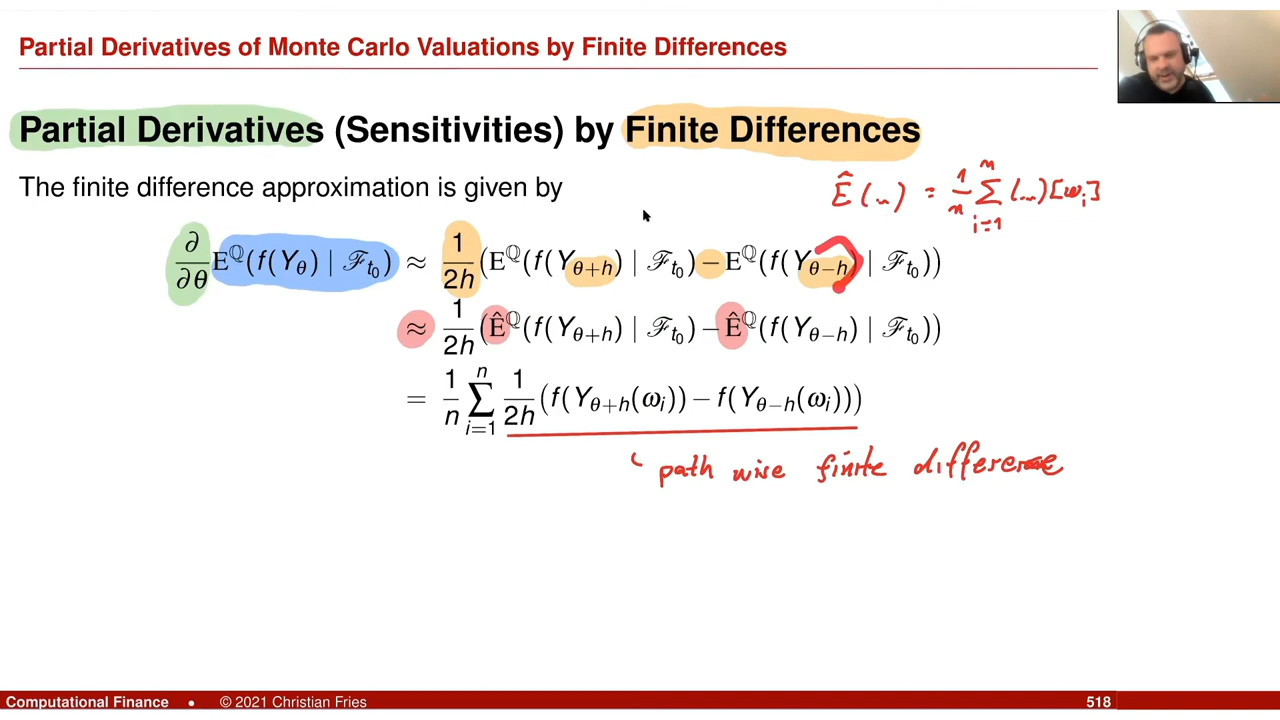 Partial Derivatives of Monte Carlo Valuations by Finite Differences
Partial Derivatives (Sensitivities) by Finite Differences
The finite difference approximation is given by
Ê(...) = 1/n ∑_{i=1}^{n} (...)[ω_i]
∂/∂θ E^ℚ(f(Y_θ) | ℱ_{t_0}) ≈ 1/2h (E^ℚ(f(Y_{θ+h}) | ℱ_{t_0}) − E^ℚ(f(Y_{θ−h}) | ℱ_{t_0}))
≈ 1/2h (Ê^ℚ(f(Y_{θ+h}) | ℱ_{t_0}) − Ê^ℚ(f(Y_{θ−h}) | ℱ_{t_0}))
= 1/n ∑_{i=1}^{n} 1/2h (f(Y_{θ+h}(ω_i)) − f(Y_{θ−h}(ω_i)))
path wise finite difference
Computational Finance • © 2021 Christian Fries 518